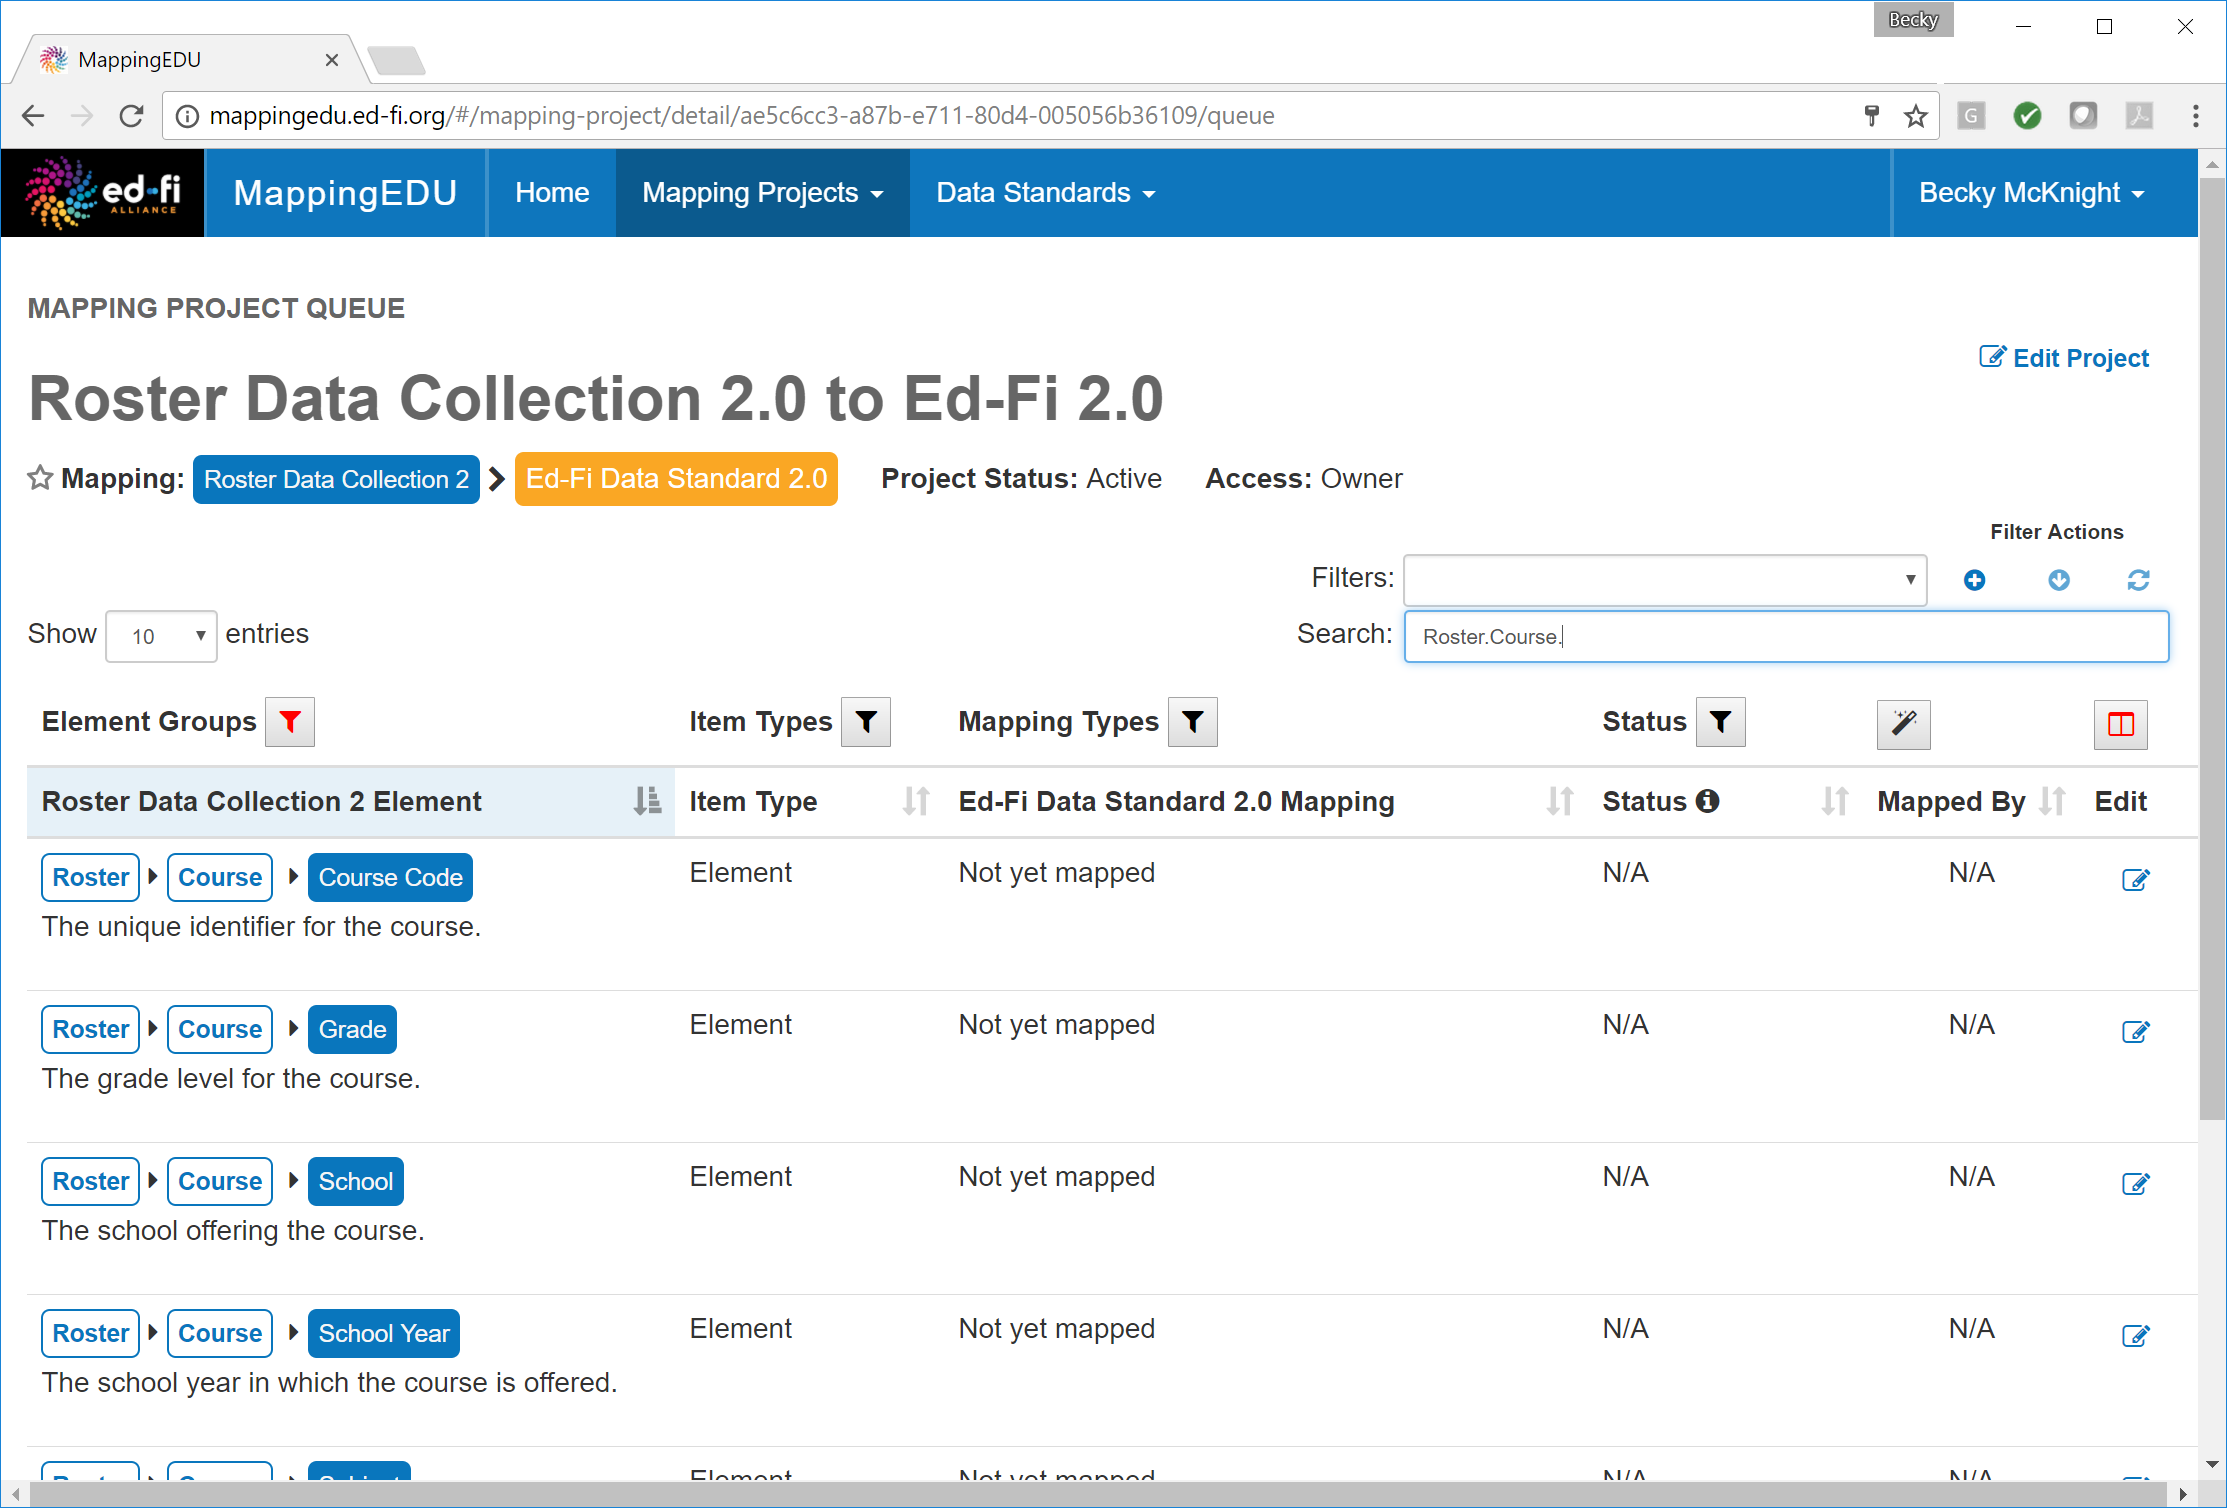 Becky
MappingEDU
mappingedu.ed-fi.org/#/mapping-project/detail/ae5c6cc3-a87b-e711-80d4-005056b36109/queue
G
ed-fi
ALLIANCE
MappingEDU
Home
Mapping Projects
Data Standards
Becky McKnight
MAPPING PROJECT QUEUE
Edit Project
Roster Data Collection 2.0 to Ed-Fi 2.0
Mapping: Roster Data Collection 2 Ed-Fi Data Standard 2.0 Project Status: Active Access: Owner
Filter Actions
Filters:
Show 10 entries
Search: Roster.Course.
Element Groups Item Types Mapping Types Status
Roster Data Collection 2 Element Item Type Ed-Fi Data Standard 2.0 Mapping Status Mapped By Edit
Roster Course Course Code Element Not yet mapped N/A N/A
The unique identifier for the course.
Roster Course Grade Element Not yet mapped N/A N/A
The grade level for the course.
Roster Course School Element Not yet mapped N/A N/A
The school offering the course.
Roster Course School Year Element Not yet mapped N/A N/A
The school year in which the course is offered.
Roster Course Subject Element Not yet mapped N/A N/A